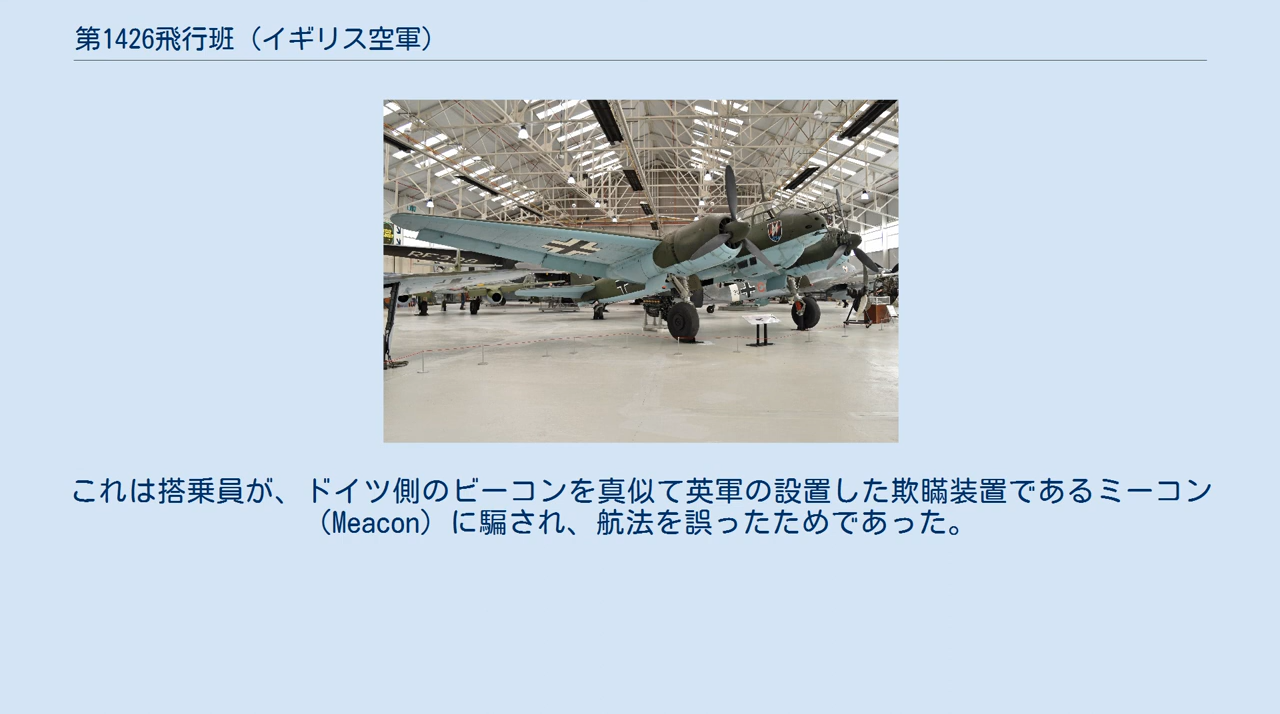 第1426飛行班（イギリス空軍）
これは搭乗員が、ドイツ側のビーコンを真似て英軍の設置した欺瞞装置であるミーコン
（Meacon）に騙され、航法を誤ったためであった。